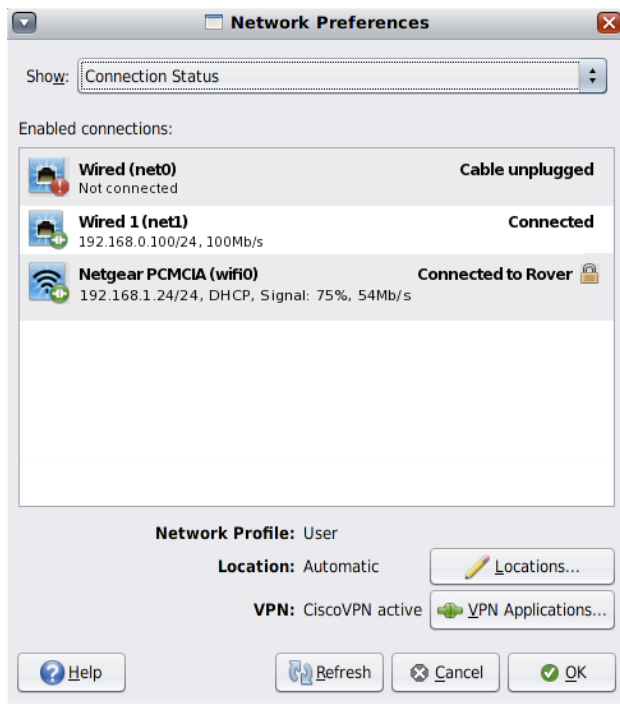 Network Preferences
Show: Connection Status
Enabled connections:
Wired (net0) Cable unplugged
Not connected
Wired 1 (net1) Connected
192.168.0.100/24, 100Mb/s
Netgear PCMCIA (wifi0) Connected to Rover
192.168.1.24/24, DHCP, Signal: 75%, 54Mb/s
Network Profile: User
Location: Automatic Locations...
VPN: CiscoVPN active VPN Applications...
Help Refresh Cancel OK